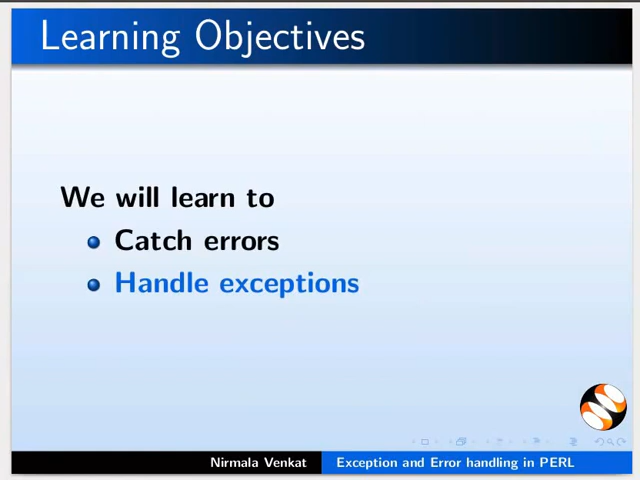 Learning Objectives
We will learn to
Catch errors
Handle exceptions
Nirmala Venkat
Exception and Error handling in PERL